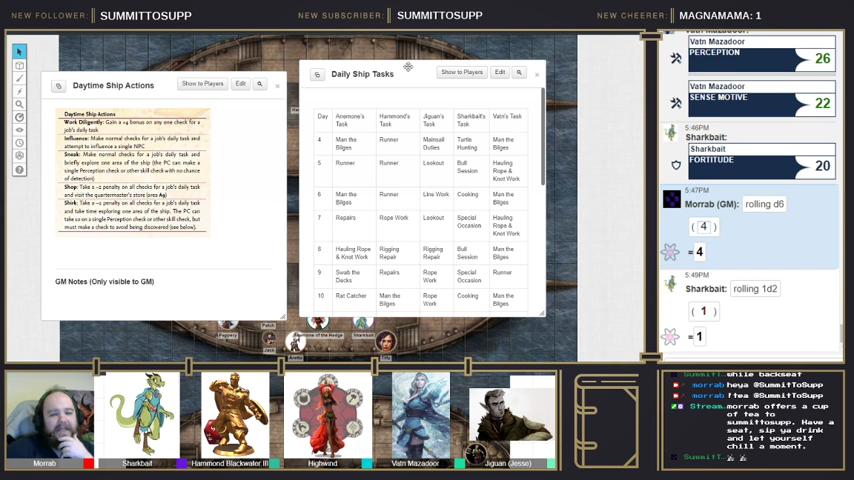 NEW FOLLOWER: SUMMITTOSUPP
NEW SUBSCRIBER: SUMMITTOSUPP
NEW CHEERER: MAGNAMAMA: 1
Daytime Ship Actions
Show to Players
Edit
Daytime Ship Actions
Work Diligently: Gain a +4 bonus on any one check for a
job's daily task
Influence: Make normal checks for a job's daily task and
attempt to influence a single NPC
Sneak: Make normal checks for a job's daily task and
briefly explore one area of the ship (the PC can make a
single Perception check or other skill check with no chance
of detection)
Shop: Take a −2 penalty on all checks for a job's daily task
and visit the quartermaster's store (area A9)
Shirk: Take a −2 penalty on all checks for a job's daily task
and take time exploring one area of the ship. The PC can
take 20 on a single Perception check or other skill check, but
must make a check to avoid being discovered (see below).
GM Notes (Only visible to GM)
Daily Ship Tasks
Show to Players
Edit
Day Anemone's Task Hammond's Task Jiguan's Task Sharkbait's Task Vatn's Task
4 Man the Bilges Runner Mainsail Duties Turtle Hunting Man the Bilges
5 Runner Runner Lookout Bull Session Hauling Rope & Knot Work
6 Man the Bilges Runner Line Work Cooking Man the Bilges
7 Repairs Rope Work Lookout Special Occasion Hauling Rope & Knot Work
8 Hauling Rope & Knot Work Rigging Repair Rigging Repair Bull Session Man the Bilges
9 Swab the Decks Repairs Rope Work Special Occasion Runner
10 Rat Catcher Man the Bilges Rope Work Cooking Man the Bilges
Peppery
Patch
Jack
Aretta
Sharkbait
Tilly
Vatn Mazadoor
PERCEPTION 26
Vatn Mazadoor
SENSE MOTIVE 22
5:46PM
Sharkbait:
Sharkbait
FORTITUDE 20
5:47PM
Morrab (GM): rolling d6
( 4 )
= 4
5:49PM
Sharkbait: rolling 1d2
( 1 )
= 1
while backseat
morrab heya @SummitToSupp
morrab !tea @SummitToSupp
Stream… morrab offers a cup
of tea to
summittosupp. Have a
seat, sip ya drink
and let yourself
chill a moment.
Morrab
Sharkbait
Hammond Blackwater III
Highwind
Vatn Mazadoor
Jiguan (Jesse)